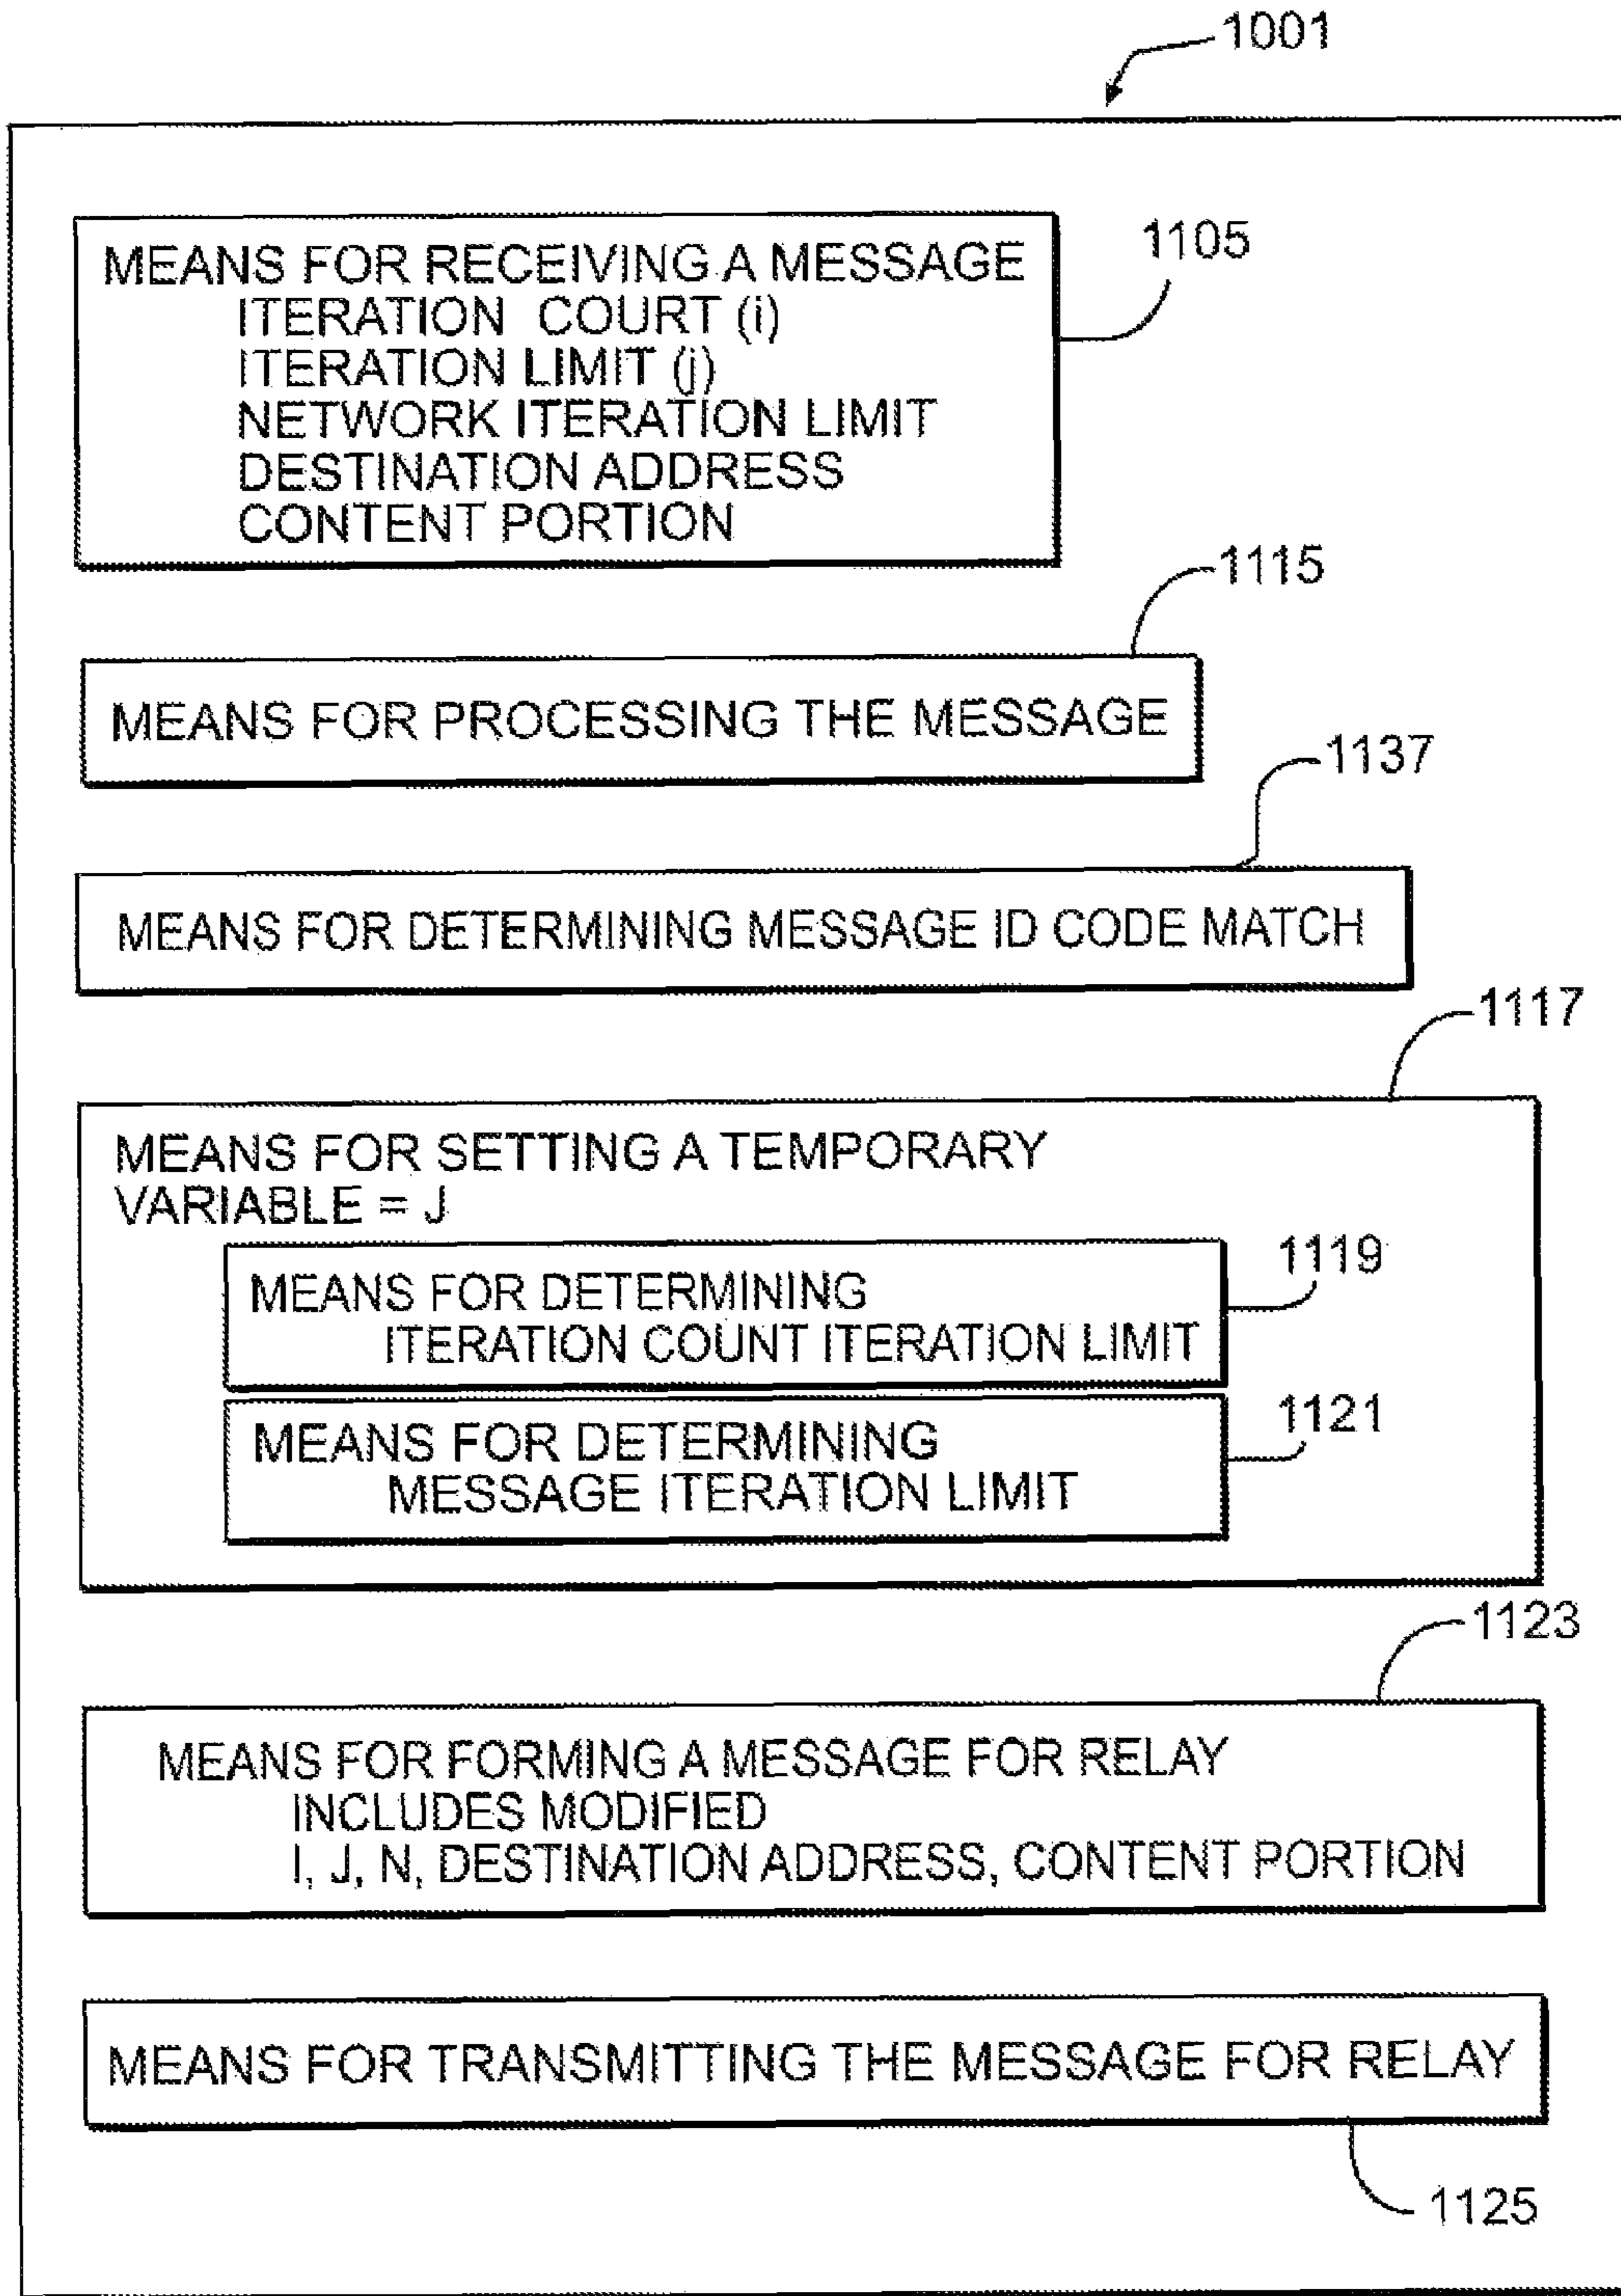 1001
MEANS FOR RECEIVING A MESSAGE
ITERATION COURT (i)
ITERATION LIMIT (j)
NETWORK ITERATION LIMIT
DESTINATION ADDRESS
CONTENT PORTION
1105
1115
MEANS FOR PROCESSING THE MESSAGE
1137
MEANS FOR DETERMINING MESSAGE ID CODE MATCH
1117
MEANS FOR SETTING A TEMPORARY
VARIABLE = J
MEANS FOR DETERMINING
ITERATION COUNT ITERATION LIMIT
1119
MEANS FOR DETERMINING
MESSAGE ITERATION LIMIT
1121
1123
MEANS FOR FORMING A MESSAGE FOR RELAY
INCLUDES MODIFIED
I, J, N, DESTINATION ADDRESS, CONTENT PORTION
MEANS FOR TRANSMITTING THE MESSAGE FOR RELAY
1125